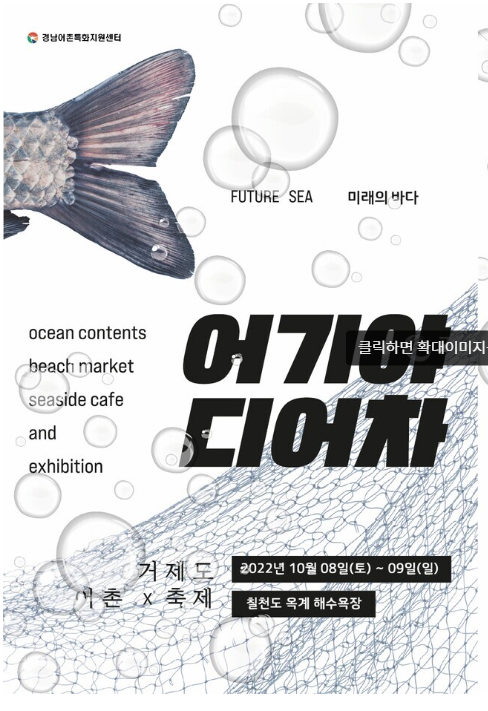 경남어촌특화지원센터
FUTURE SEA 미래의 바다
ocean contents
beach market
seaside cafe
and
exhibition
어기야
디어차
클릭하면 확대이미지
거제도
어촌 x 축제
2022년 10월 08일(토) ~ 09일(일)
칠천도 옥계 해수욕장